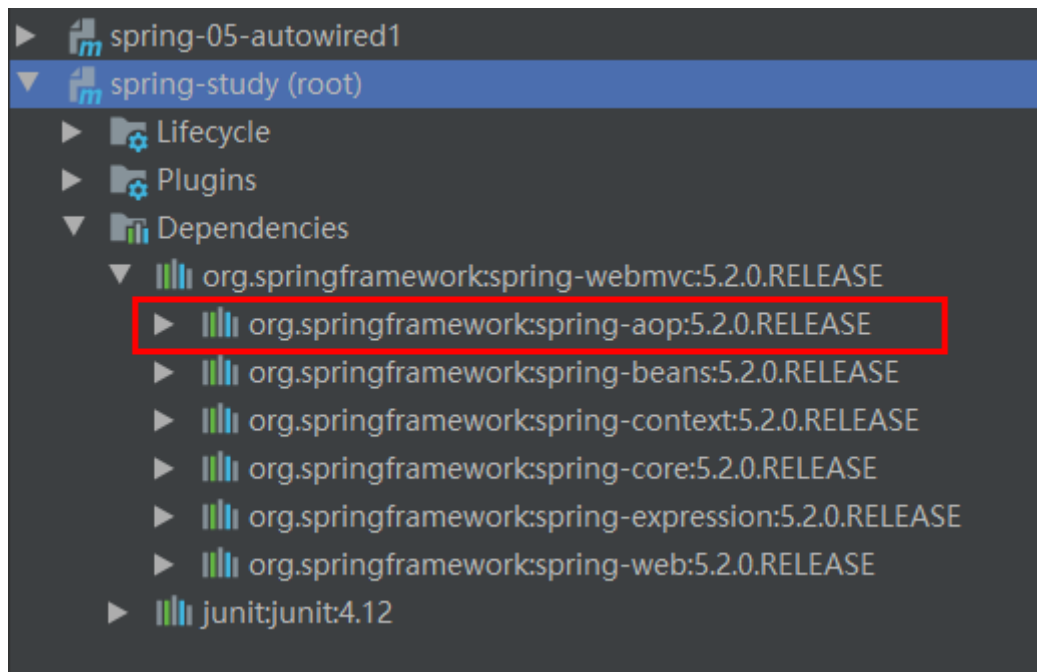 spring-05-autowired1
spring-study (root)
Lifecycle
Plugins
Dependencies
org.springframework:spring-webmvc:5.2.0.RELEASE
org.springframework:spring-aop:5.2.0.RELEASE
org.springframework:spring-beans:5.2.0.RELEASE
org.springframework:spring-context:5.2.0.RELEASE
org.springframework:spring-core:5.2.0.RELEASE
org.springframework:spring-expression:5.2.0.RELEASE
org.springframework:spring-web:5.2.0.RELEASE
junit:junit:4.12